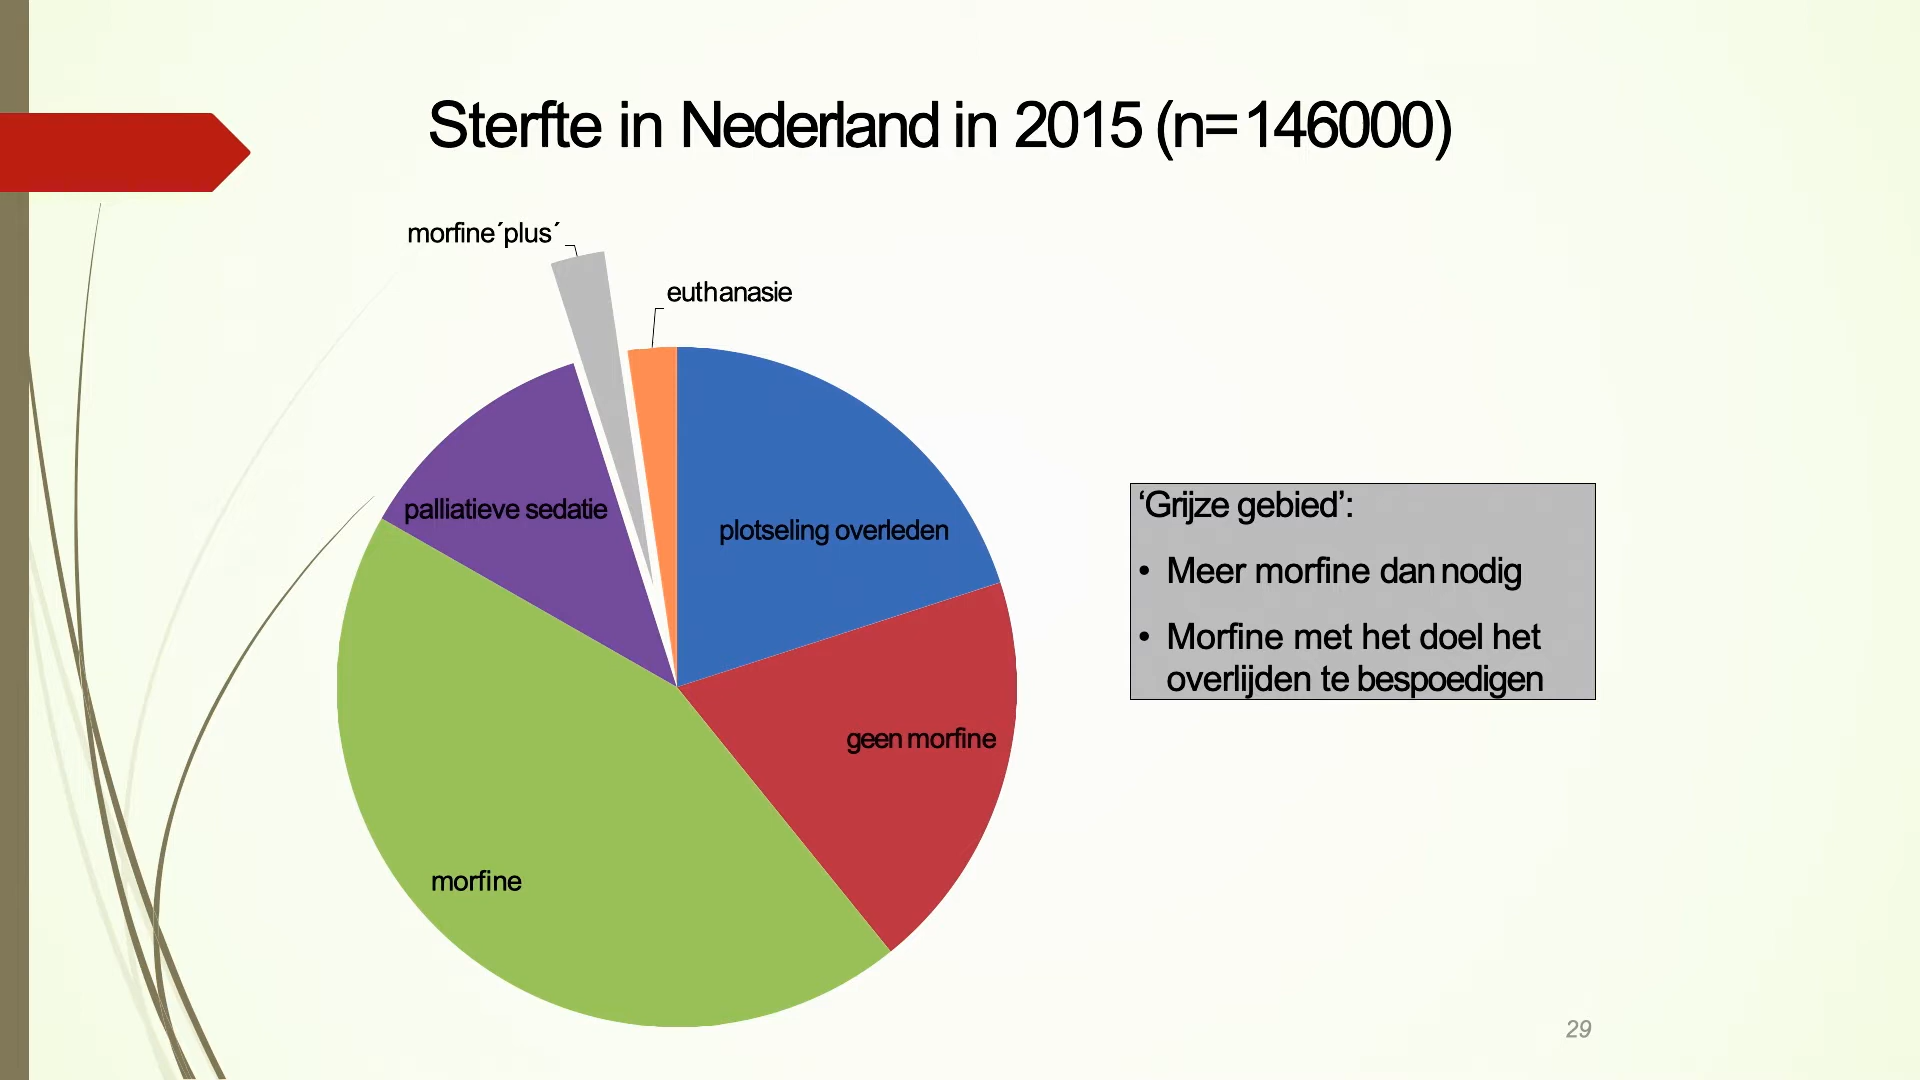 Sterfte in Nederland in 2015 (n=146000)
morfine´plus´
euthanasie
palliatieve sedatie
plotseling overleden
geen morfine
morfine
‘Grijze gebied’:
• Meer morfine dan nodig
• Morfine met het doel het
overlijden te bespoedigen
29